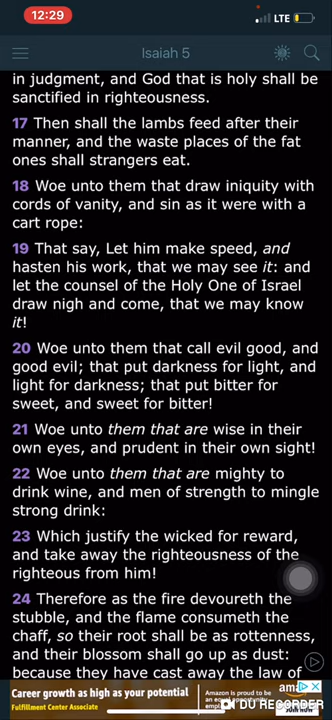 12:29
LTE
Isaiah 5
in judgment, and God that is holy shall be
sanctified in righteousness.
17 Then shall the lambs feed after their
manner, and the waste places of the fat
ones shall strangers eat.
18 Woe unto them that draw iniquity with
cords of vanity, and sin as it were with a
cart rope:
19 That say, Let him make speed, and
hasten his work, that we may see it: and
let the counsel of the Holy One of Israel
draw nigh and come, that we may know
it!
20 Woe unto them that call evil good, and
good evil; that put darkness for light, and
light for darkness; that put bitter for
sweet, and sweet for bitter!
21 Woe unto them that are wise in their
own eyes, and prudent in their own sight!
22 Woe unto them that are mighty to
drink wine, and men of strength to mingle
strong drink:
23 Which justify the wicked for reward,
and take away the righteousness of the
righteous from him!
24 Therefore as the fire devoureth the
stubble, and the flame consumeth the
chaff, so their root shall be as rottenness,
and their blossom shall go up as dust:
because they have cast away the law of
Career growth as high as your potential
Fulfillment Center Associate
Amazon is proud to be
an equal opportunity
DU RECORDER
JOIN NOW